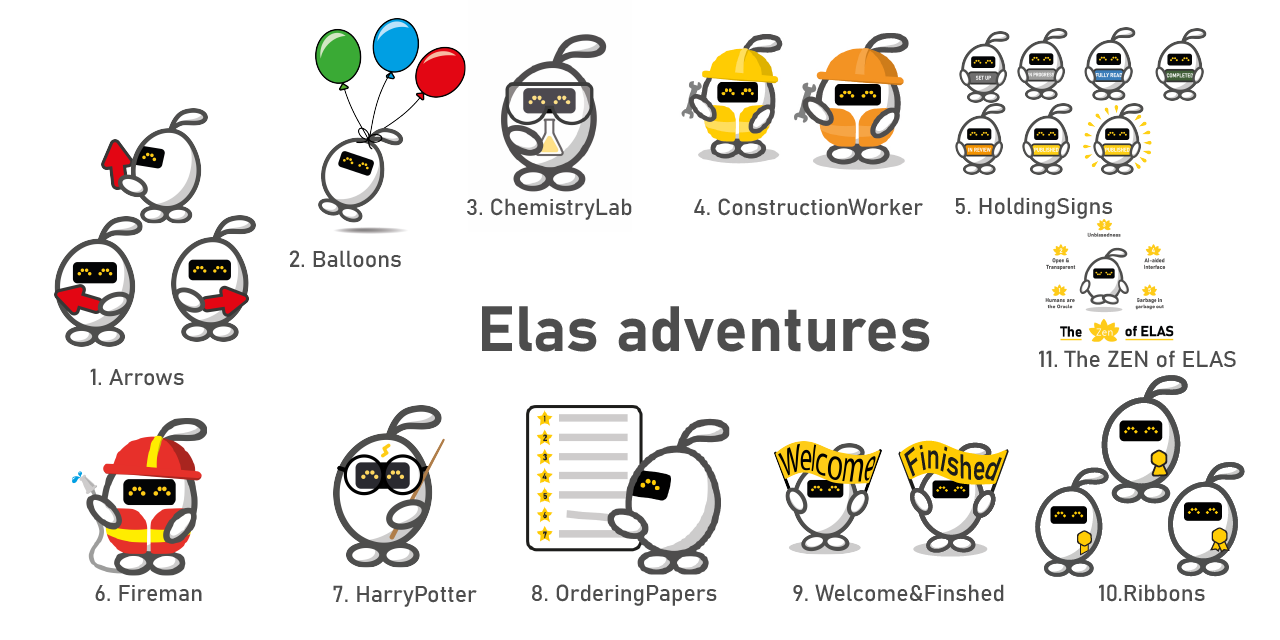 SET UP
IN PROGRESS
FULLY READ
COMPLETED
IN REVIEW
PUBLISHED
PUBLISHED
2. Balloons
3. ChemistryLab
4. ConstructionWorker
5. HoldingSigns
1. Arrows
Elas adventures
Unbiasedness
Open &
Transparent
AI-aided
Interface
Humans are
the Oracle
Garbage in
garbage out
The Zen of ELAS
11. The ZEN of ELAS
6. Fireman
7. HarryPotter
1
2
3
4
5
6
7
8. OrderingPapers
Welcome
Finished
9. Welcome&Finshed
10.Ribbons